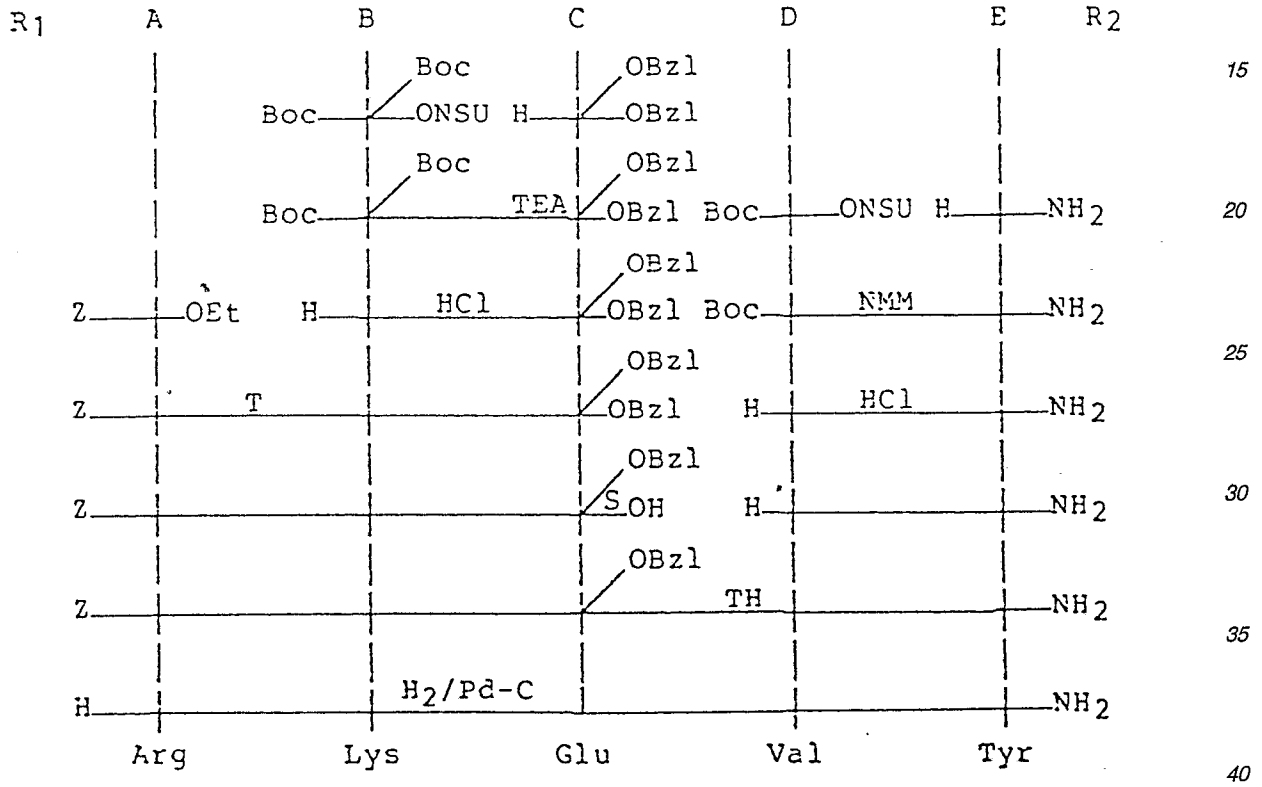 R1 A B C D E R2
Boc OBzl 15
Boc ONSU H OBzl
Boc OBzl
Boc TEA OBzl Boc ONSU H NH2 20
OBzl
Z OEt H HCl OBzl Boc NMM NH2
OBzl 25
Z T OBzl H HCl NH2
OBzl
Z S OH H NH2 30
OBzl
Z TH NH2
35
H H2/Pd-C NH2
Arg Lys Glu Val Tyr
40